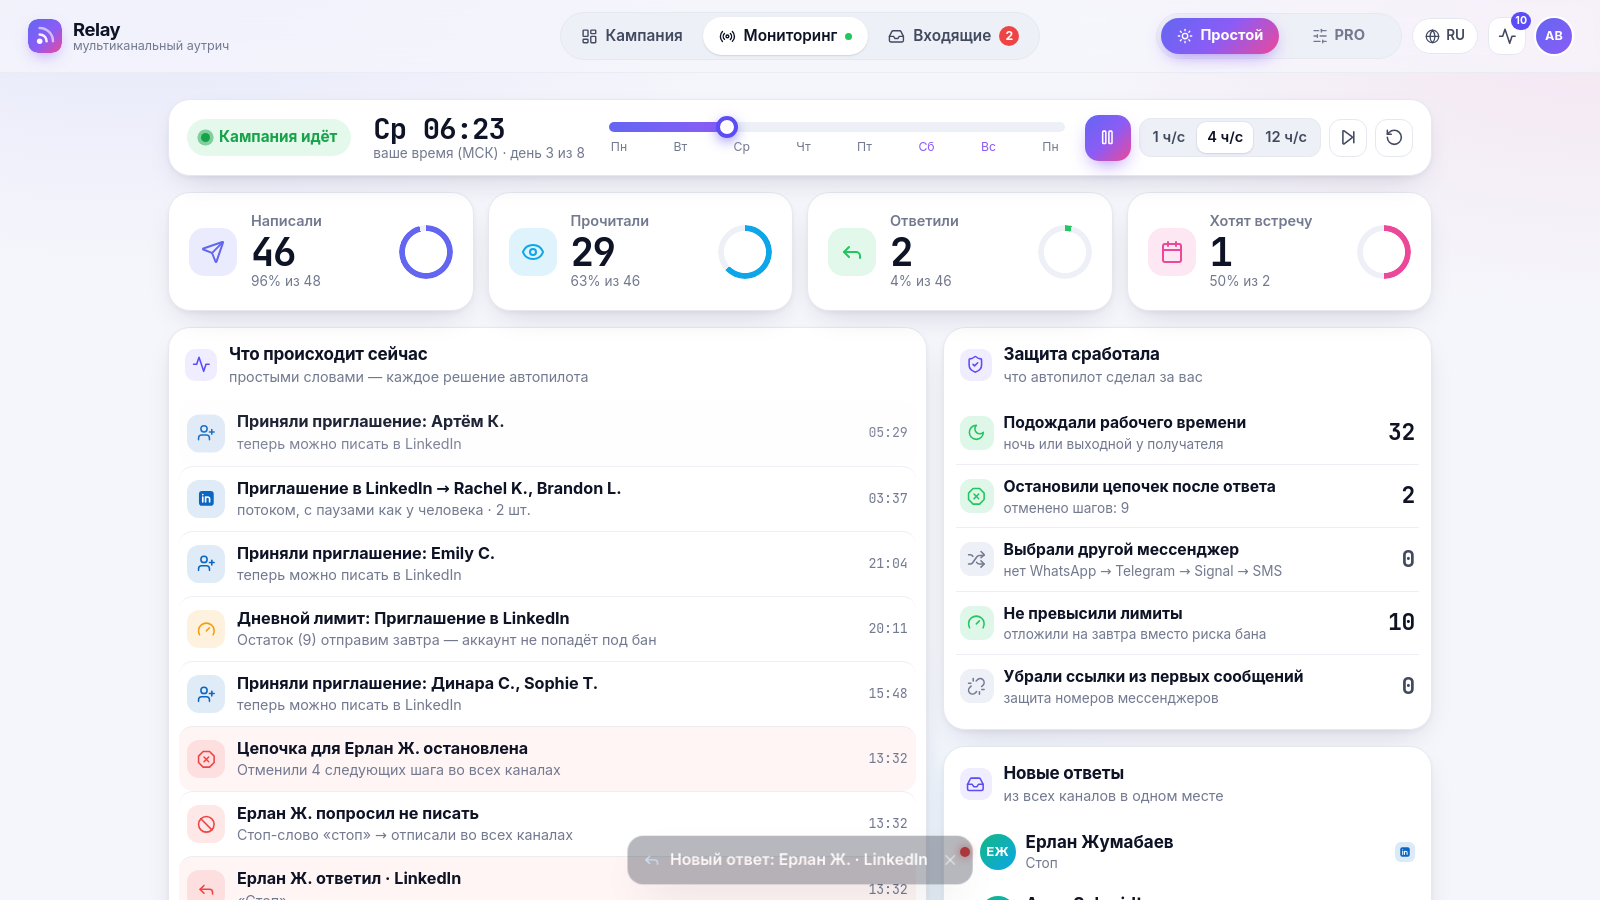 Relay
мультиканальный аутрич
Кампания
Мониторинг
Входящие 2
Простой
PRO
RU
10
AB
Кампания идёт
Ср 06:23
ваше время (МСК) · день 3 из 8
Пн Вт Ср Чт Пт Сб Вс Пн
1 ч/с 4 ч/с 12 ч/с
Написали
46
96% из 48
Прочитали
29
63% из 46
Ответили
2
4% из 46
Хотят встречу
1
50% из 2
Что происходит сейчас
простыми словами — каждое решение автопилота
Приняли приглашение: Артём К.
теперь можно писать в LinkedIn
05:29
Приглашение в LinkedIn → Rachel K., Brandon L.
потоком, с паузами как у человека · 2 шт.
03:37
Приняли приглашение: Emily C.
теперь можно писать в LinkedIn
21:04
Дневной лимит: Приглашение в LinkedIn
Остаток (9) отправим завтра — аккаунт не попадёт под бан
20:11
Приняли приглашение: Динара С., Sophie T.
теперь можно писать в LinkedIn
15:48
Цепочка для Ерлан Ж. остановлена
Отменили 4 следующих шага во всех каналах
13:32
Ерлан Ж. попросил не писать
Стоп-слово «стоп» → отписали во всех каналах
13:32
Ерлан Ж. ответил · LinkedIn
«Стоп»
13:32
Новый ответ: Ерлан Ж. · LinkedIn
Защита сработала
что автопилот сделал за вас
Подождали рабочего времени
ночь или выходной у получателя
32
Остановили цепочек после ответа
отменено шагов: 9
2
Выбрали другой мессенджер
нет WhatsApp → Telegram → Signal → SMS
0
Не превысили лимиты
отложили на завтра вместо риска бана
10
Убрали ссылки из первых сообщений
защита номеров мессенджеров
0
Новые ответы
из всех каналов в одном месте
ЕЖ
Ерлан Жумабаев
Стоп